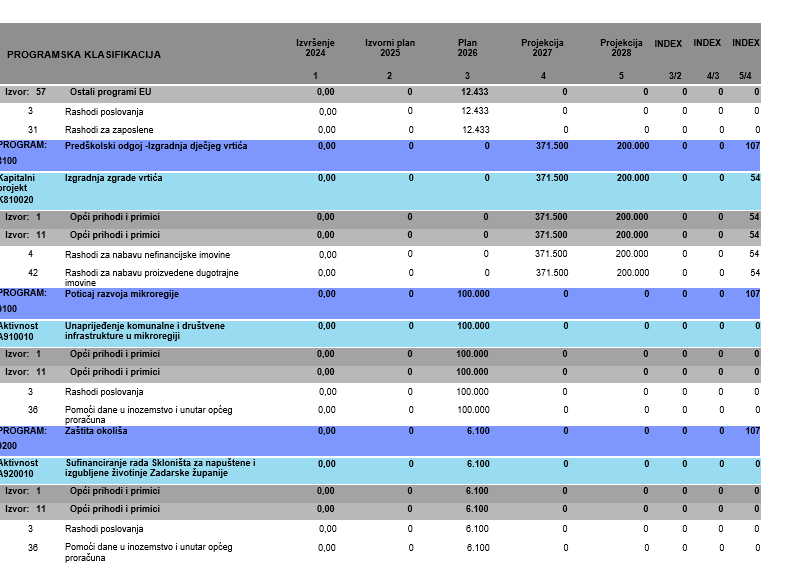 PROGRAMSKA KLASIFIKACIJA Izvršenje 2024 Izvorni plan 2025 Plan 2026 Projekcija 2027 Projekcija 2028 INDEX INDEX INDEX
1 2 3 4 5 3/2 4/3 5/4
Izvor: 57 Ostali programi EU 0,00 0 12.433 0 0 0 0 0
3 Rashodi poslovanja 0,00 0 12.433 0 0 0 0 0
31 Rashodi za zaposlene 0,00 0 12.433 0 0 0 0 0
PROGRAM: Predškolski odgoj -Izgradnja dječjeg vrtića 0,00 0 0 371.500 200.000 0 0 107
8100
Kapitalni Izgradnja zgrade vrtića 0,00 0 0 371.500 200.000 0 0 54
projekt
K810020
Izvor: 1 Opći prihodi i primici 0,00 0 0 371.500 200.000 0 0 54
Izvor: 11 Opći prihodi i primici 0,00 0 0 371.500 200.000 0 0 54
4 Rashodi za nabavu nefinancijske imovine 0,00 0 0 371.500 200.000 0 0 54
42 Rashodi za nabavu proizvedene dugotrajne 0,00 0 0 371.500 200.000 0 0 54
imovine
PROGRAM: Poticaj razvoja mikroregije 0,00 0 100.000 0 0 0 0 107
9100
Aktivnost Unaprijeđenje komunalne i društvene 0,00 0 100.000 0 0 0 0 0
A910010 infrastrukture u mikroregiji
Izvor: 1 Opći prihodi i primici 0,00 0 100.000 0 0 0 0 0
Izvor: 11 Opći prihodi i primici 0,00 0 100.000 0 0 0 0 0
3 Rashodi poslovanja 0,00 0 100.000 0 0 0 0 0
36 Pomoći dane u inozemstvo i unutar općeg 0,00 0 100.000 0 0 0 0 0
proračuna
PROGRAM: Zaštita okoliša 0,00 0 6.100 0 0 0 0 107
9200
Aktivnost Sufinanciranje rada Skloništa za napuštene i 0,00 0 6.100 0 0 0 0 0
A920010 izgubljene životinje Zadarske županije
Izvor: 1 Opći prihodi i primici 0,00 0 6.100 0 0 0 0 0
Izvor: 11 Opći prihodi i primici 0,00 0 6.100 0 0 0 0 0
3 Rashodi poslovanja 0,00 0 6.100 0 0 0 0 0
36 Pomoći dane u inozemstvo i unutar općeg 0,00 0 6.100 0 0 0 0 0
proračuna